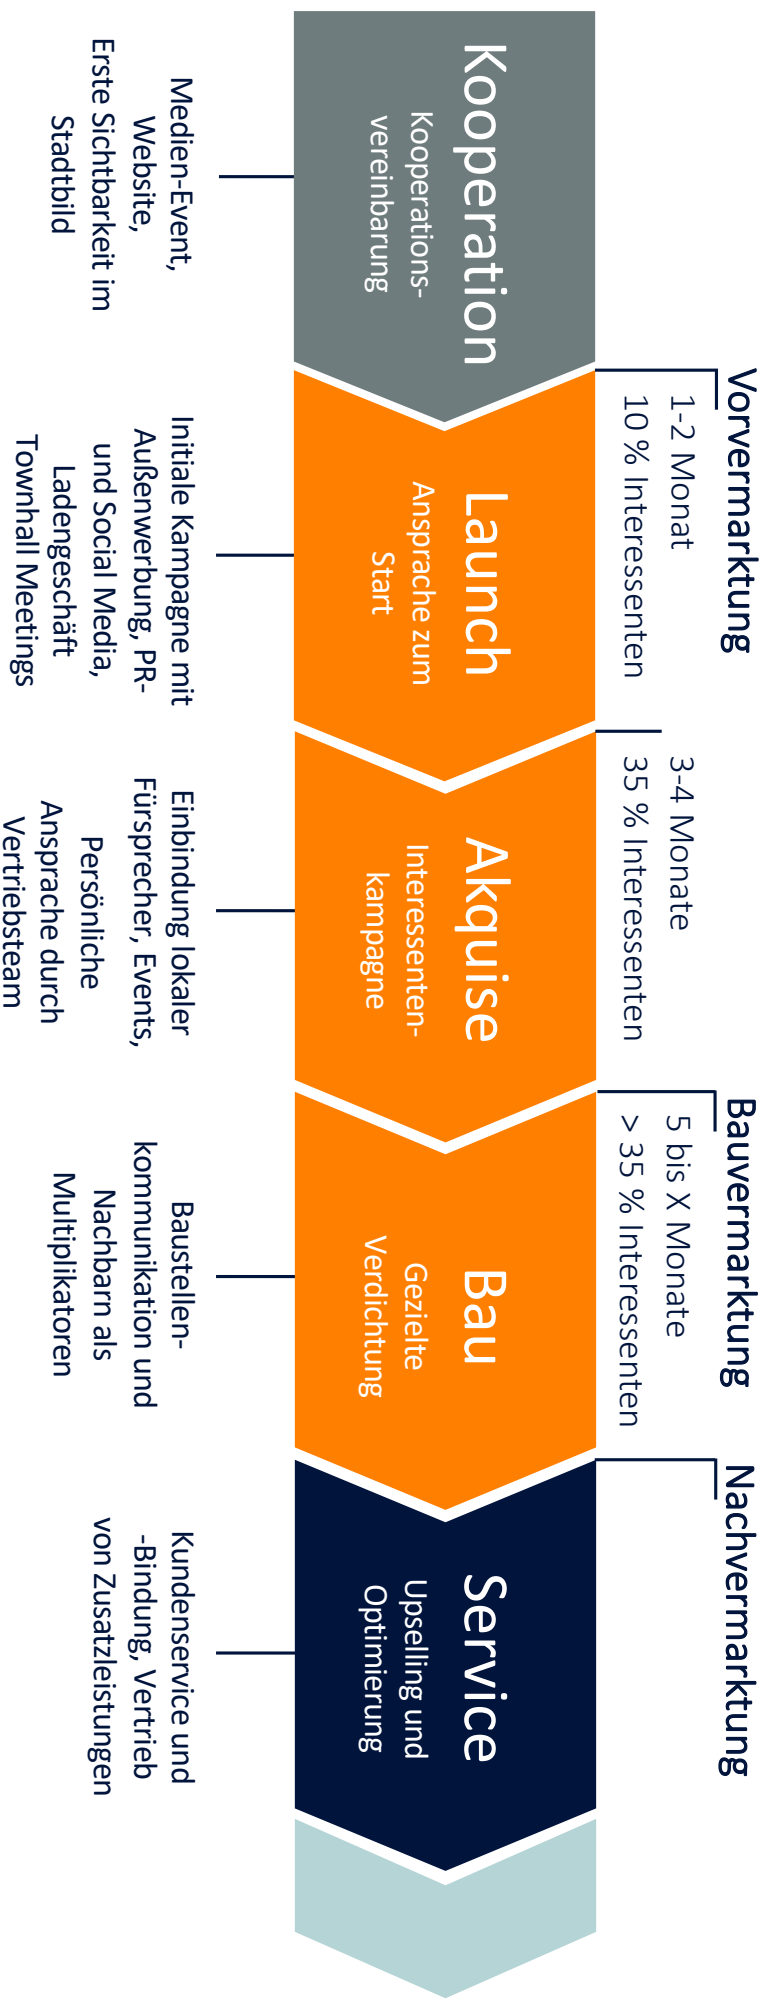 Vorvermarktung
1-2 Monat
10 % Interessenten
3-4 Monate
35 % Interessenten
Bauvermarktung
5 bis X Monate
> 35 % Interessenten
Nachvermarktung
Kooperation
Kooperations-
vereinbarung
Launch
Ansprache zum
Start
Akquise
Interessenten-
kampagne
Bau
Gezielte
Verdichtung
Service
Upselling und
Optimierung
Medien-Event,
Website,
Erste Sichtbarkeit im
Stadtbild
Initiale Kampagne mit
Außenwerbung, PR-
und Social Media,
Ladengeschäft
Townhall Meetings
Einbindung lokaler
Fürsprecher, Events,
Persönliche
Ansprache durch
Vertriebsteam
Baustellen-
kommunikation und
Nachbarn als
Multiplikatoren
Kundenservice und
-Bindung, Vertrieb
von Zusatzleistungen